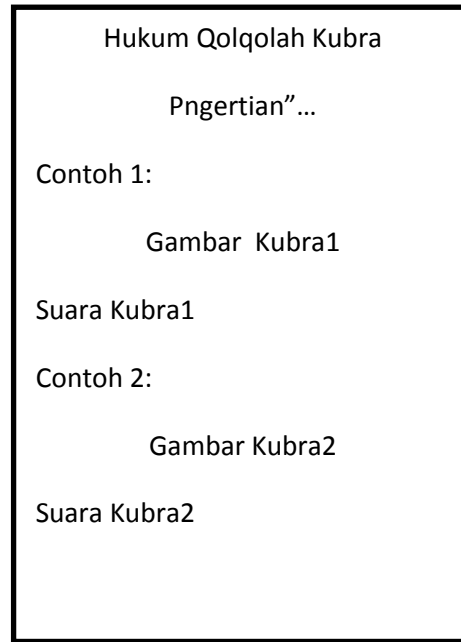 Hukum Qolqolah Kubra
Pngertian”...
Contoh 1:
Gambar  Kubra1
Suara Kubra1
Contoh 2:
Gambar Kubra2
Suara Kubra2